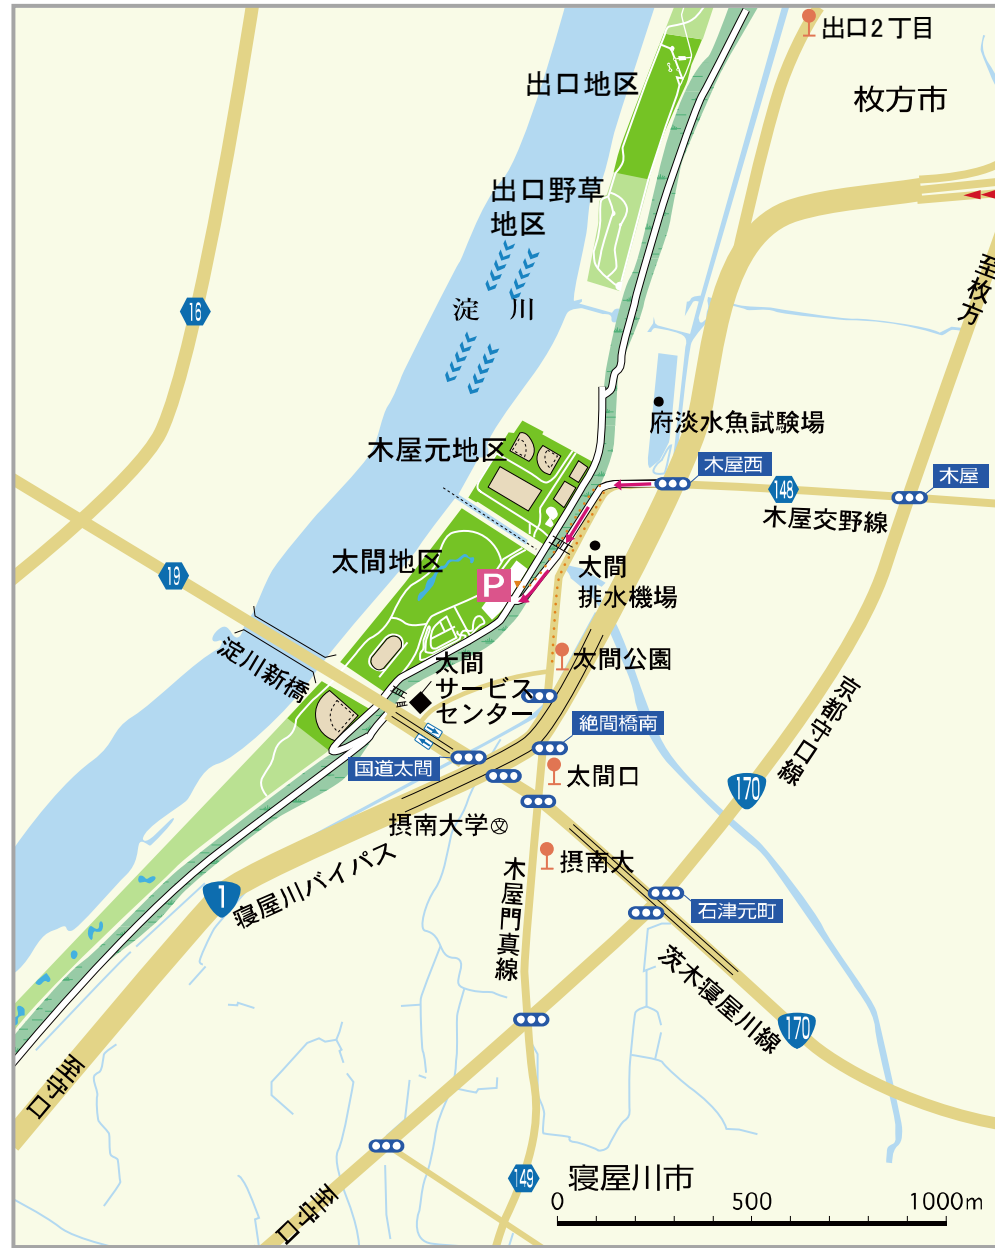 出口2丁目
出口地区
枚方市
出口野草
地区
至枚方
16
淀川
府淡水魚試験場
木屋元地区
木屋西
木屋
148
木屋交野線
太間地区
P
太間
排水機場
19
淀川新橋
太間公園
太間
サービス
センター
京都守口線
絶間橋南
国道太間
太間口
170
摂南大学
文
摂南大
寝屋川バイパス
1
木屋門真線
石津元町
茨木寝屋川線
170
至守口
149
寝屋川市
至守口
0 500 1000m